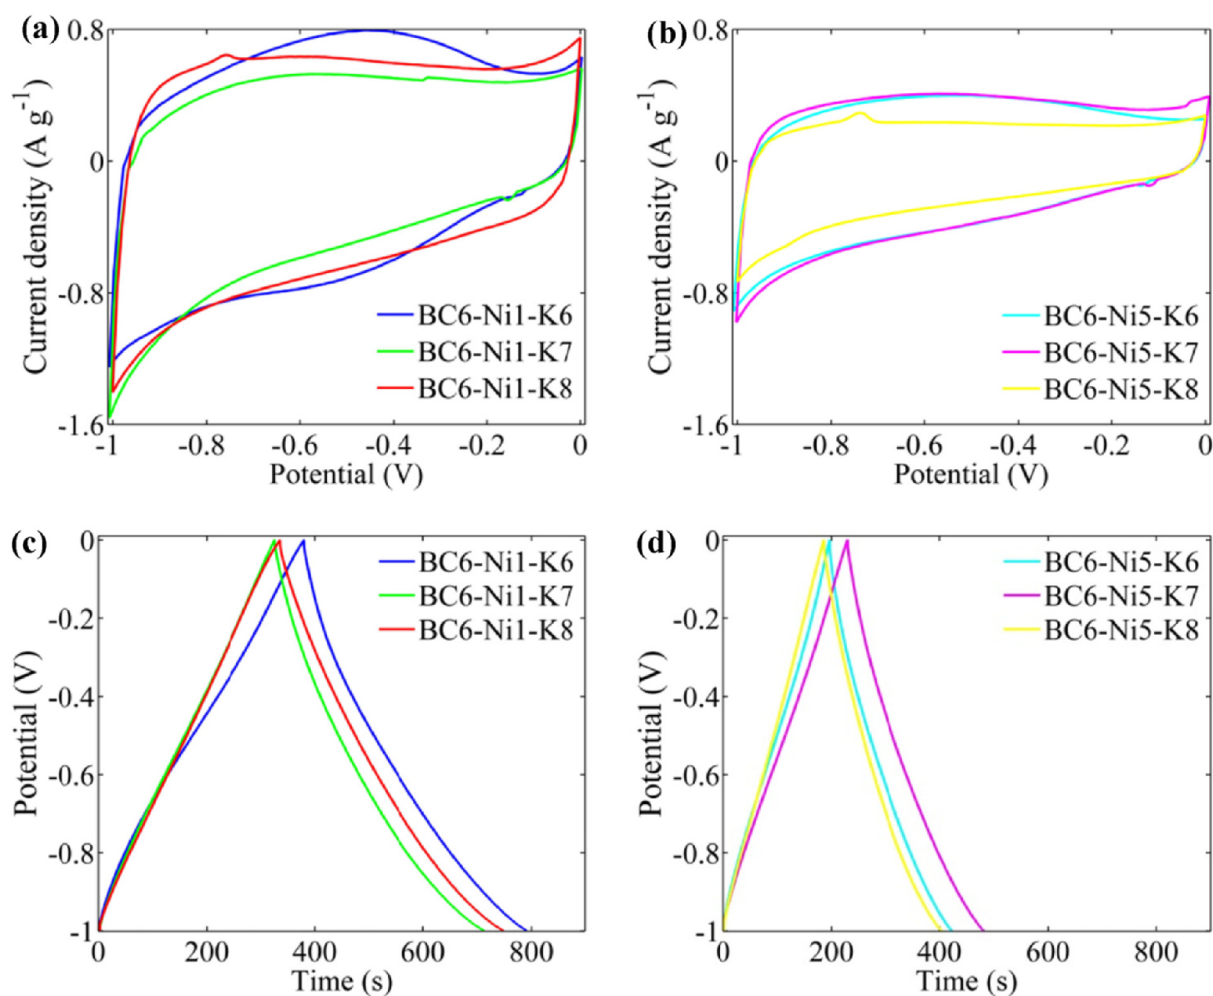 (a)
0.8
0
-0.8
-1.6
Current density (A g⁻¹)
BC6-Ni1-K6
BC6-Ni1-K7
BC6-Ni1-K8
-1 -0.8 -0.6 -0.4 -0.2 0
Potential (V)
(b)
0.8
0
-0.8
-1.6
Current density (A g⁻¹)
BC6-Ni5-K6
BC6-Ni5-K7
BC6-Ni5-K8
-1 -0.8 -0.6 -0.4 -0.2 0
Potential (V)
(c)
0
-0.2
-0.4
-0.6
-0.8
-1
Potential (V)
BC6-Ni1-K6
BC6-Ni1-K7
BC6-Ni1-K8
0 200 400 600 800
Time (s)
(d)
0
-0.2
-0.4
-0.6
-0.8
-1
Potential (V)
BC6-Ni5-K6
BC6-Ni5-K7
BC6-Ni5-K8
0 200 400 600 800
Time (s)